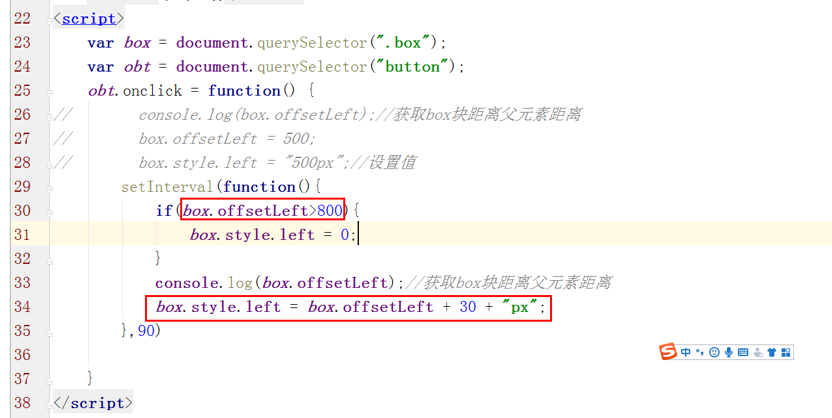 22 <script>
23 var box = document.querySelector(".box");
24 var obt = document.querySelector("button");
25 obt.onclick = function() {
26 // console.log(box.offsetLeft);//获取box块距离父元素距离
27 // box.offsetLeft = 500;
28 // box.style.left = "500px";//设置值
29 setInterval(function(){
30 if(box.offsetLeft>800){
31 box.style.left = 0;
32 }
33 console.log(box.offsetLeft);//获取box块距离父元素距离
34 box.style.left = box.offsetLeft + 30 + "px";
35 },90)
36
37 }
38 </script>
S 中